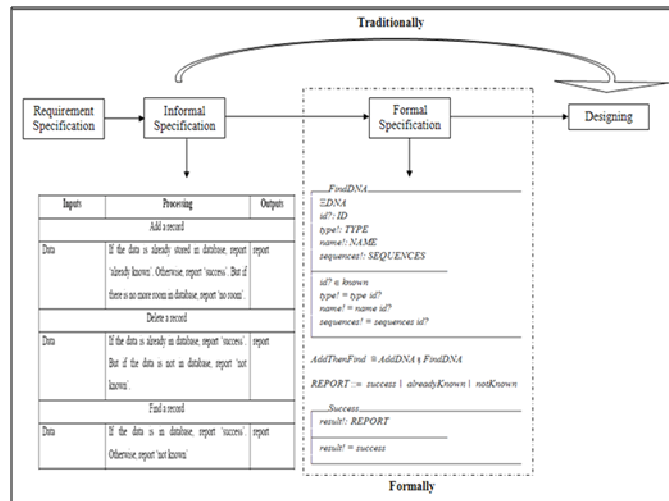 Traditionally
Requirement
Specification
Informal
Specification
Formal
Specification
Designing
Inputs Processing Outputs
Add a record
Data If the data is already stored in database, report report
'already known'. Otherwise, report 'success'. But if
there is no more room in database, report 'no room'.
Delete a record
Data If the data is already in database, report 'success'. report
But if the data is not in database, report 'not
known'.
Find a record
Data If the data is in database, report 'success'. report
Otherwise, report 'not known'
FindDNA
ΞDNA
id?: ID
type!: TYPE
name!: NAME
sequences!: SEQUENCES
id? ∈ known
type! = type id?
name! = name id?
sequences! = sequences id?
AddThenFind ≡ AddDNA ⨾ FindDNA
REPORT ::= success | alreadyKnown | notKnown
Success
result!: REPORT
result! = success
Formally